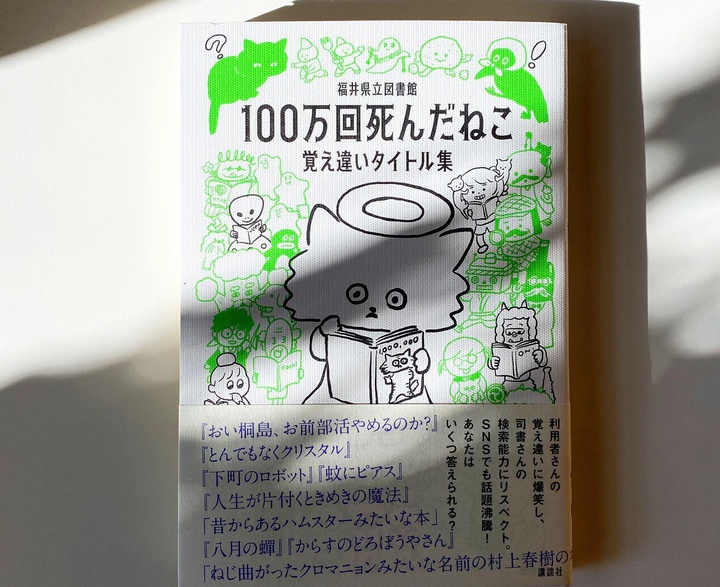 福井県立図書館
100万回死んだねこ
覚え違いタイトル集
『おい桐島、お前部活やめるのか?』
『とんでもなくクリスタル』
『下町のロボット』『蚊にピアス』
『人生が片付くときめきの魔法』
「昔からあるハムスターみたいな本」
『八月の蟬』『からすのどろぼうやさん』
「ねじ曲がったクロマニョンみたいな名前の村上春樹の
利用者さんの
覚え違いに爆笑し、
司書さんの
検索能力にリスペクト。
SNSでも話題沸騰!
あなたは
いくつ答えられる?
講談社